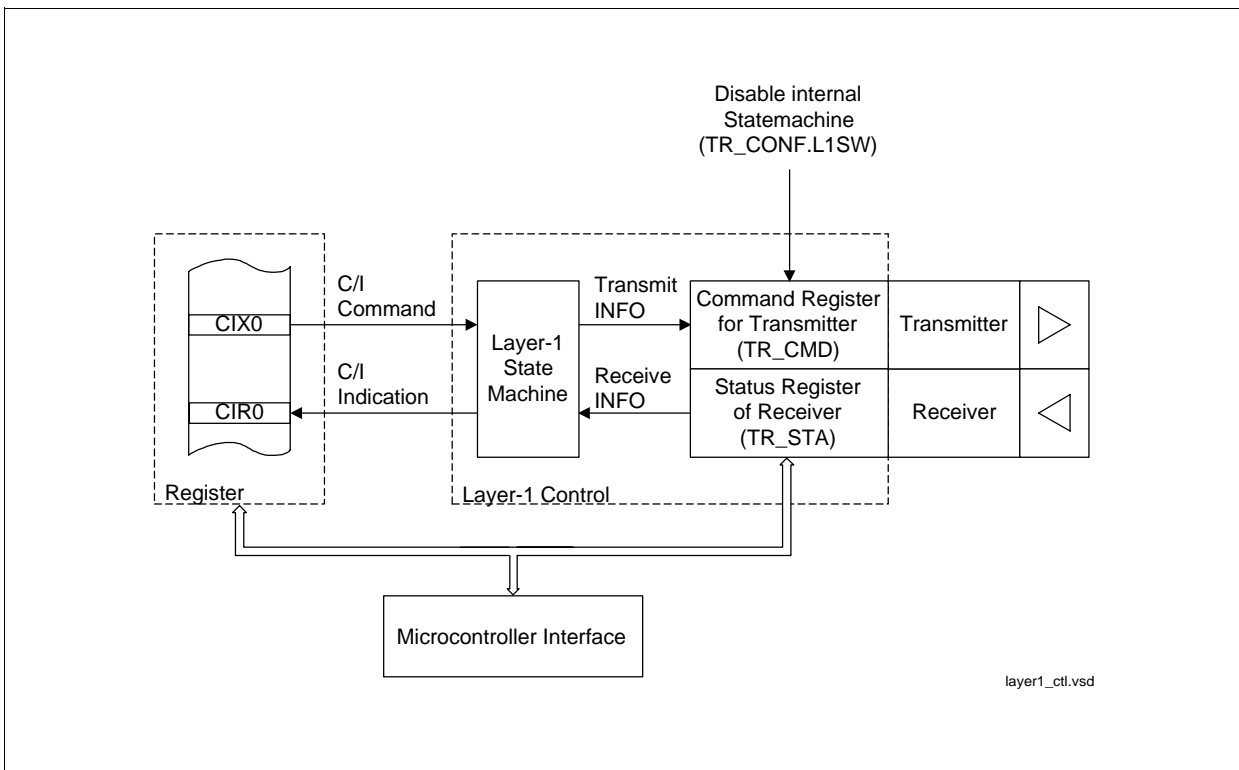 Disable internal
Statemachine
(TR_CONF.L1SW)
C/I
Command
CIX0
C/I
Indication
CIR0
Register
Layer-1
State
Machine
Transmit
INFO
Receive
INFO
Command Register
for Transmitter
(TR_CMD)
Transmitter
Status Register
of Receiver
(TR_STA)
Receiver
Layer-1 Control
Microcontroller Interface
layer1_ctl.vsd